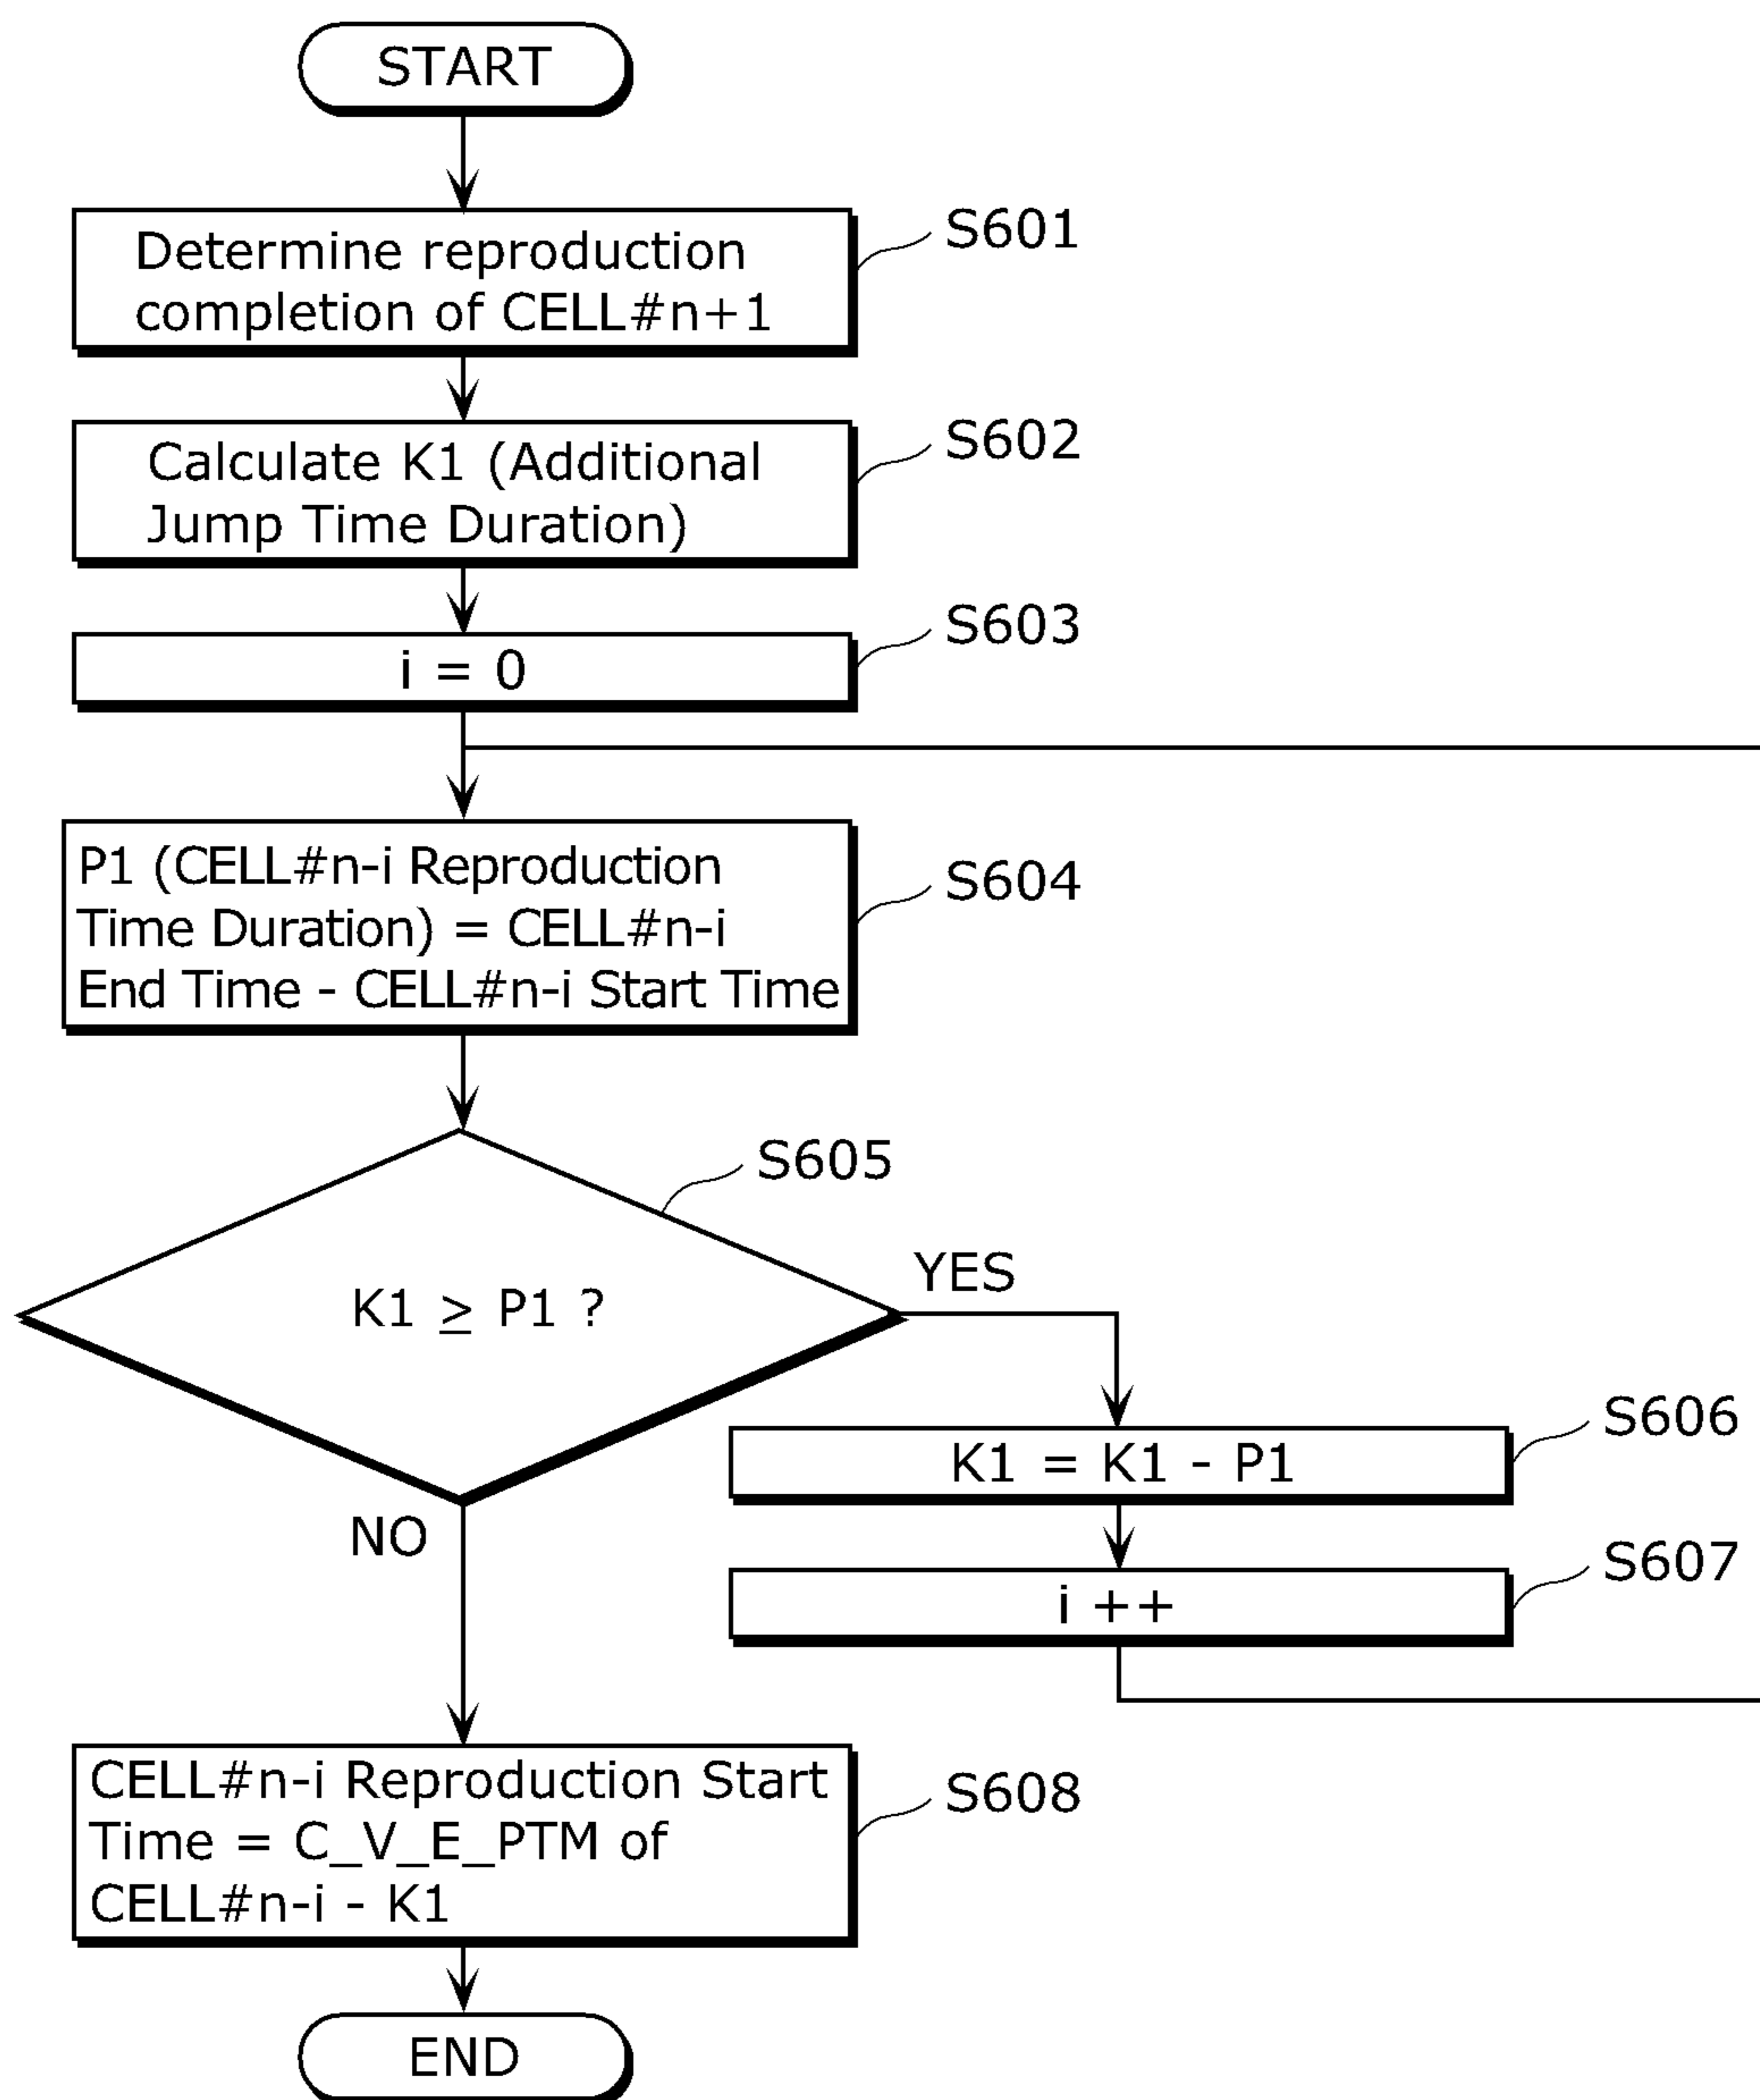 START
Determine reproduction
completion of CELL#n+1
S601
Calculate K1 (Additional
Jump Time Duration)
S602
i = 0
S603
P1 (CELL#n-i Reproduction
Time Duration) = CELL#n-i
End Time - CELL#n-i Start Time
S604
K1 ≥ P1 ?
S605
YES
K1 = K1 - P1
S606
i ++
S607
NO
CELL#n-i Reproduction Start
Time = C_V_E_PTM of
CELL#n-i - K1
S608
END